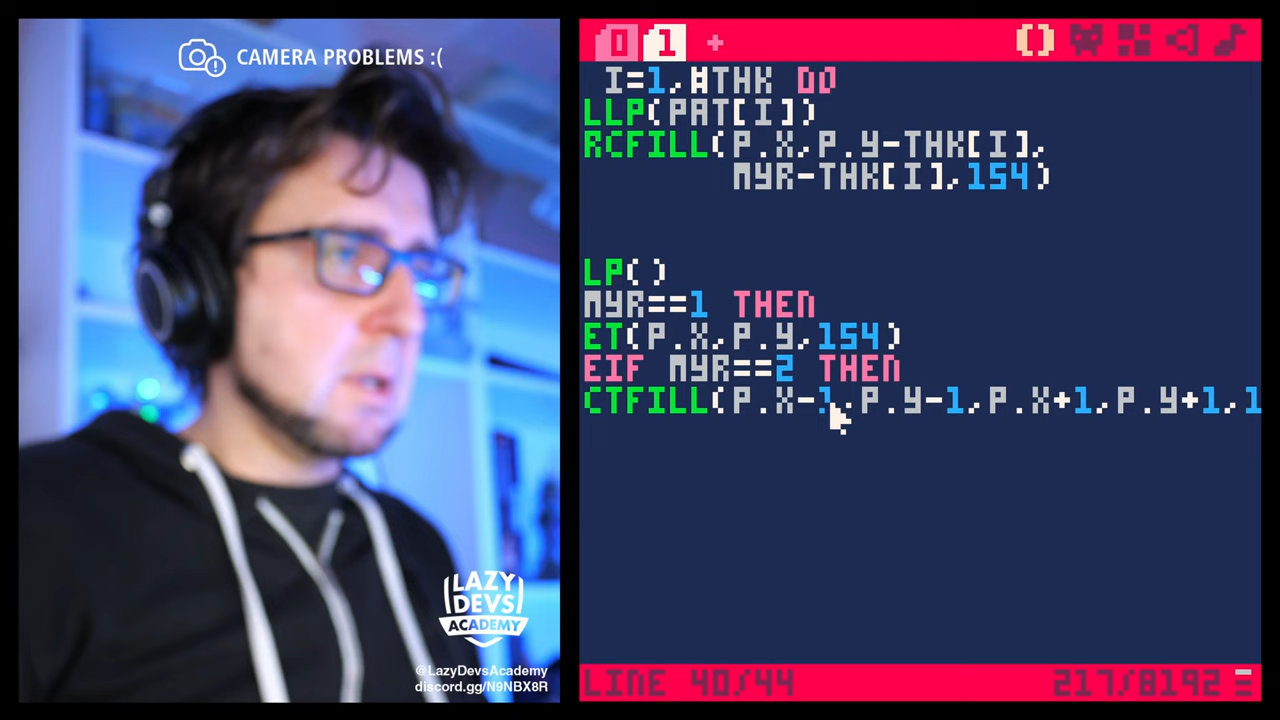 CAMERA PROBLEMS :(
LAZY
DEVS
ACADEMY
@LazyDevsAcademy
discord.gg/N9NBX8R
0 1 +
I=1,#THK DO
LLP(PAT[I])
RCFILL(P.X,P.Y-THK[I],
MYR-THK[I],154)
LP()
MYR==1 THEN
ET(P.X,P.Y,154)
EIF MYR==2 THEN
CTFILL(P.X-1,P.Y-1,P.X+1,P.Y+1,1
LINE 40/44
217/8192